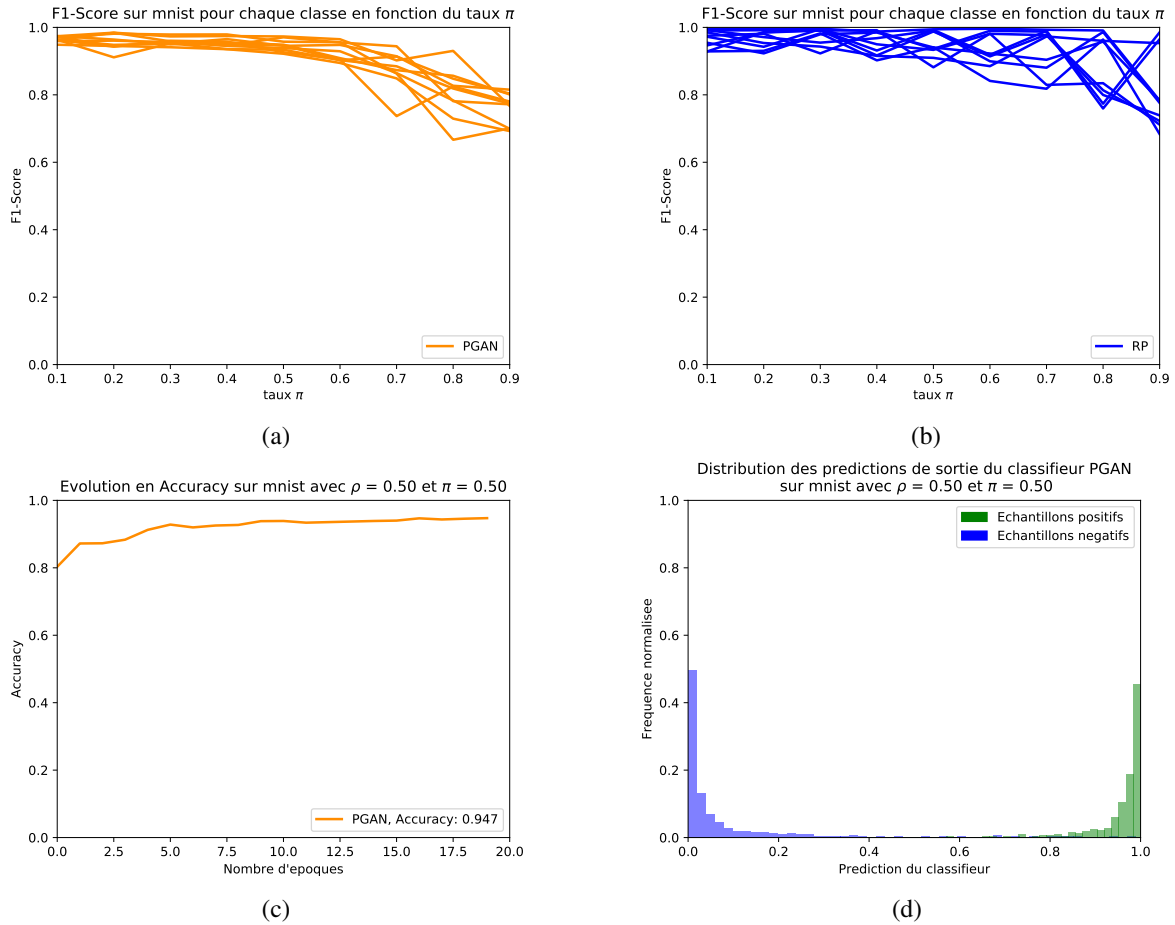 F1-Score sur mnist pour chaque classe en fonction du taux π
1.0
0.8
0.6
0.4
0.2
0.0
F1-Score
0.1 0.2 0.3 0.4 0.5 0.6 0.7 0.8 0.9
taux π
PGAN
(a)
F1-Score sur mnist pour chaque classe en fonction du taux π
1.0
0.8
0.6
0.4
0.2
0.0
F1-Score
0.1 0.2 0.3 0.4 0.5 0.6 0.7 0.8 0.9
taux π
RP
(b)
Evolution en Accuracy sur mnist avec ρ = 0.50 et π = 0.50
1.0
0.8
0.6
0.4
0.2
0.0
Accuracy
0.0 2.5 5.0 7.5 10.0 12.5 15.0 17.5 20.0
Nombre d'epoques
PGAN, Accuracy: 0.947
(c)
Distribution des predictions de sortie du classifieur PGAN
sur mnist avec ρ = 0.50 et π = 0.50
1.0
0.8
0.6
0.4
0.2
0.0
Frequence normalisee
Echantillons positifs
Echantillons negatifs
0.0 0.2 0.4 0.6 0.8 1.0
Prediction du classifieur
(d)